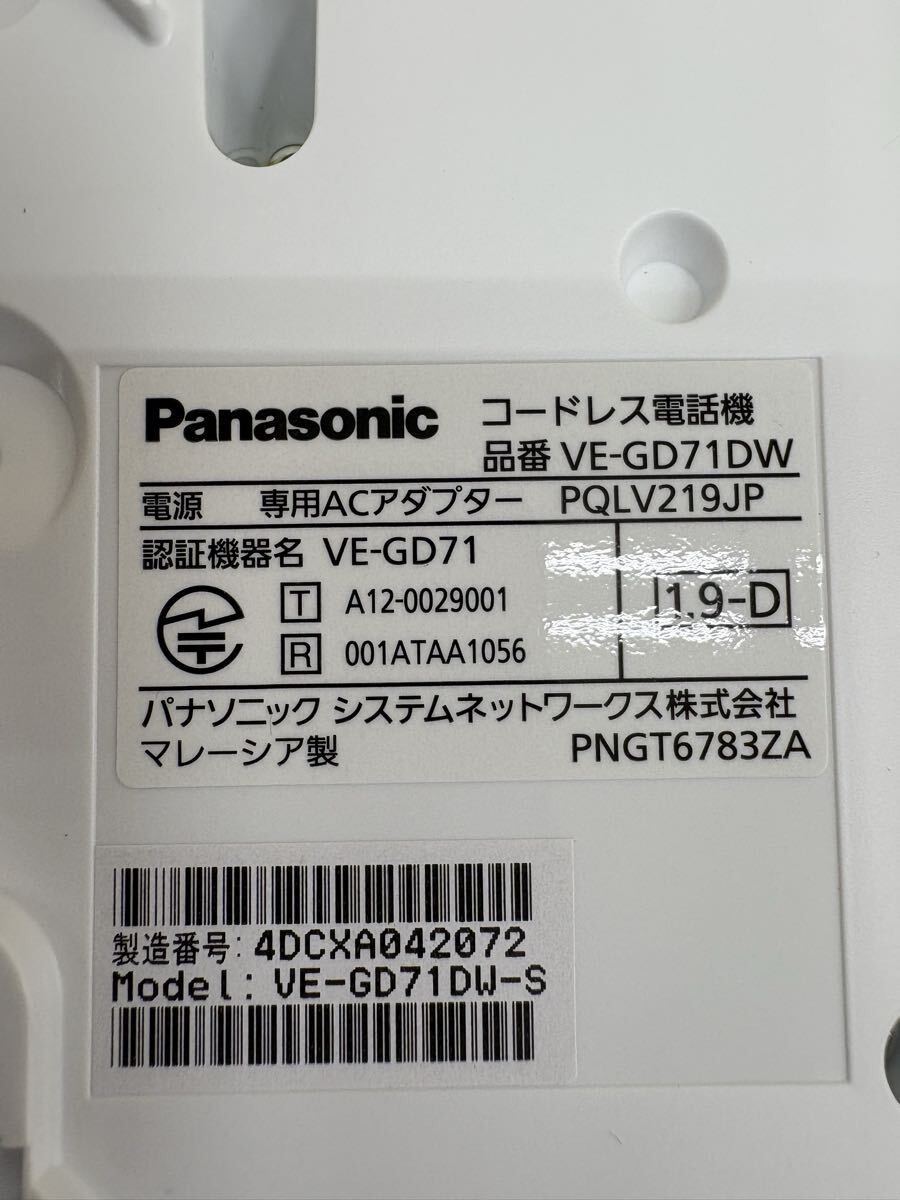 Panasonic コードレス電話機
品番 VE-GD71DW
電源 専用ACアダプター PQLV219JP
認証機器名 VE-GD71
T A12-0029001
R 001ATAA1056
1.9-D
パナソニック システムネットワークス株式会社
マレーシア製 PNGT6783ZA
製造番号: 4DCXA042072
Model: VE-GD71DW-S